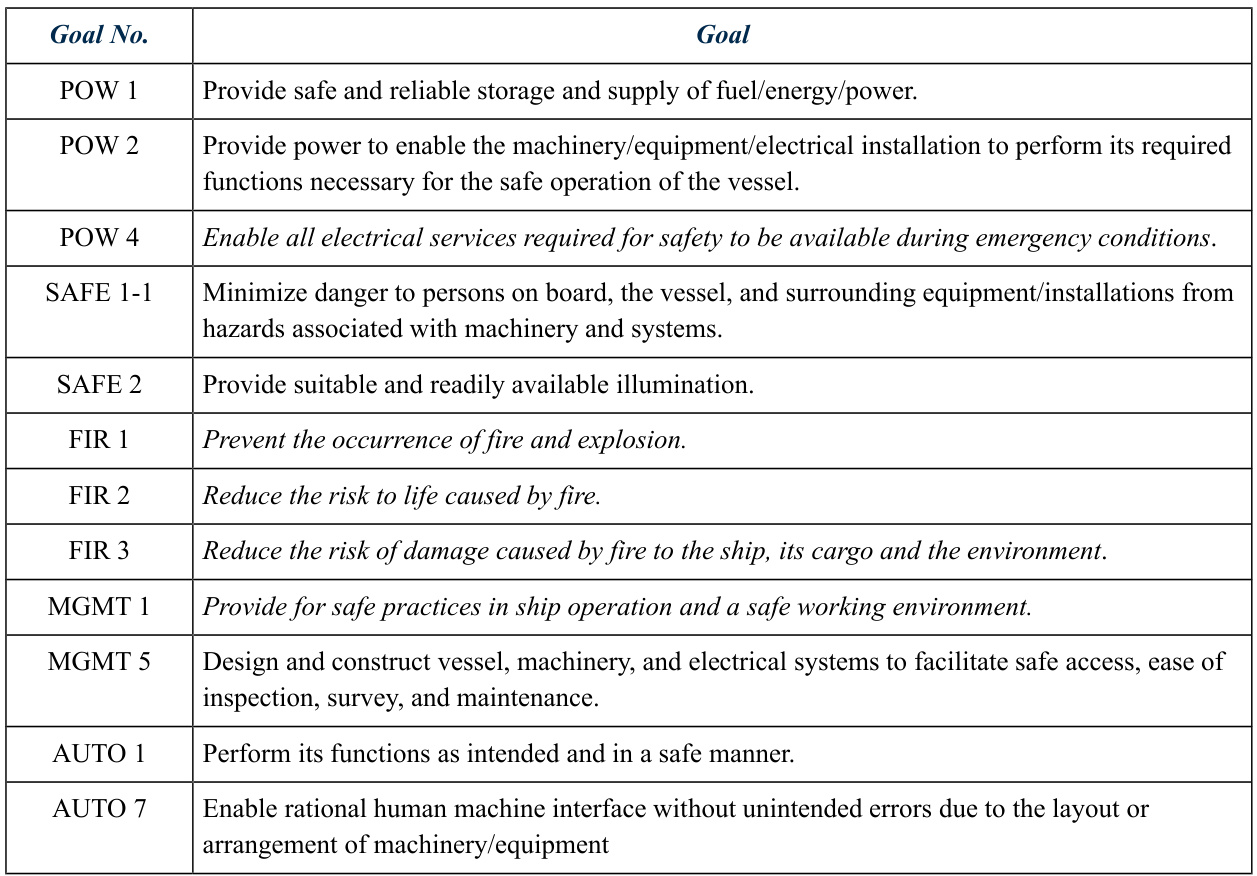 Goal No. Goal
POW 1 Provide safe and reliable storage and supply of fuel/energy/power.
POW 2 Provide power to enable the machinery/equipment/electrical installation to perform its required
functions necessary for the safe operation of the vessel.
POW 4 Enable all electrical services required for safety to be available during emergency conditions.
SAFE 1-1 Minimize danger to persons on board, the vessel, and surrounding equipment/installations from
hazards associated with machinery and systems.
SAFE 2 Provide suitable and readily available illumination.
FIR 1 Prevent the occurrence of fire and explosion.
FIR 2 Reduce the risk to life caused by fire.
FIR 3 Reduce the risk of damage caused by fire to the ship, its cargo and the environment.
MGMT 1 Provide for safe practices in ship operation and a safe working environment.
MGMT 5 Design and construct vessel, machinery, and electrical systems to facilitate safe access, ease of
inspection, survey, and maintenance.
AUTO 1 Perform its functions as intended and in a safe manner.
AUTO 7 Enable rational human machine interface without unintended errors due to the layout or
arrangement of machinery/equipment